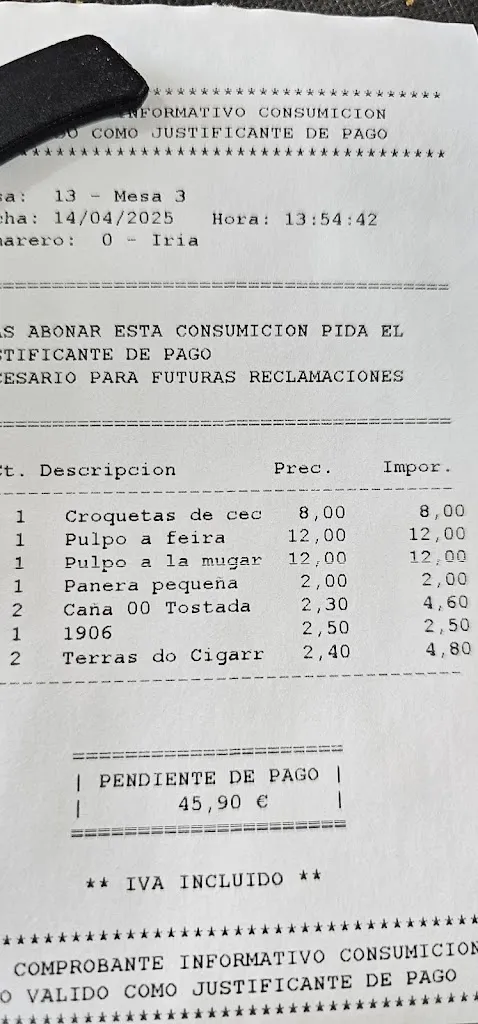 *******************************
NFORMATIVO CONSUMICION
DO COMO JUSTIFICANTE DE PAGO
*******************************
sa: 13 - Mesa 3
cha: 14/04/2025 Hora: 13:54:42
marero: 0 - Iria
AS ABONAR ESTA CONSUMICION PIDA EL
STIFICANTE DE PAGO
CESARIO PARA FUTURAS RECLAMACIONES
Ct. Descripcion Prec. Impor.
1 Croquetas de cec 8,00 8,00
1 Pulpo a feira 12,00 12,00
1 Pulpo a la mugar 12,00 12,00
1 Panera pequeña 2,00 2,00
2 Caña 00 Tostada 2,30 4,60
1 1906 2,50 2,50
2 Terras do Cigarr 2,40 4,80
| PENDIENTE DE PAGO |
| 45,90 € |
** IVA INCLUIDO **
*******************************
COMPROBANTE INFORMATIVO CONSUMICION
O VALIDO COMO JUSTIFICANTE DE PAGO
*******************************